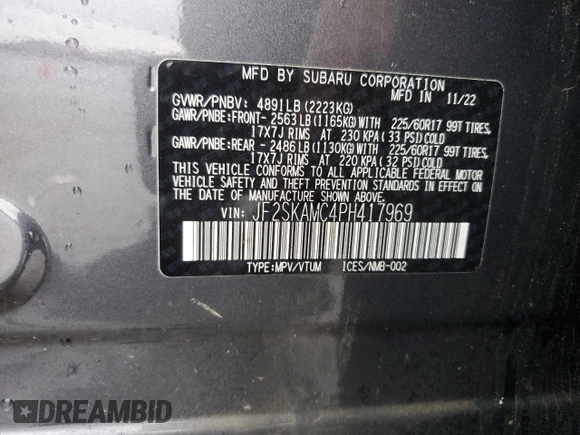 MFD BY SUBARU CORPORATION
GVWR/PNBV: 4891LB (2223KG) MFD IN 11/22
GAWR/PNBE:FRONT- 2563LB (1165KG)WITH 225/60R17 99T TIRES,
17X7J RIMS AT 230 KPA (33 PSI)COLD
GAWR/PNBE:REAR - 2486LB (1130KG)WITH 225/60R17 99T TIRES,
17X7J RIMS AT 220 KPA (32 PSI)COLD
THIS VEHICLE CONFORMS TO ALL APPLICABLE FEDERAL MOTOR
VEHICLE SAFETY AND THEFT PREVENTION STANDARDS IN EFFECT ON
THE DATE OF MANUFACTURE SHOWN ABOVE.
VIN: JF2SKAMC4PH417969
TYPE:MPV/VTUM ICES/NMB-002
DREAMBID